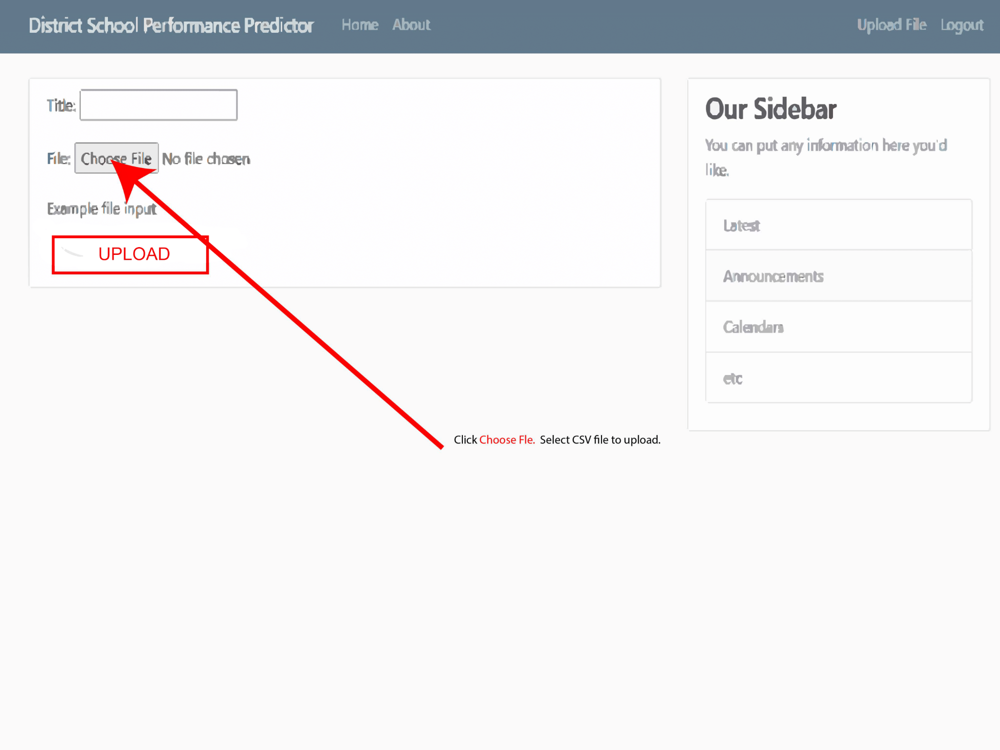 District School Performance Predictor Home About Upload File Logout
Title:
File: Choose File No file chosen
Example file input
UPLOAD
Our Sidebar
You can put any information here you'd
like.
Latest
Announcements
Calendars
etc
Click Choose Fle. Select CSV file to upload.